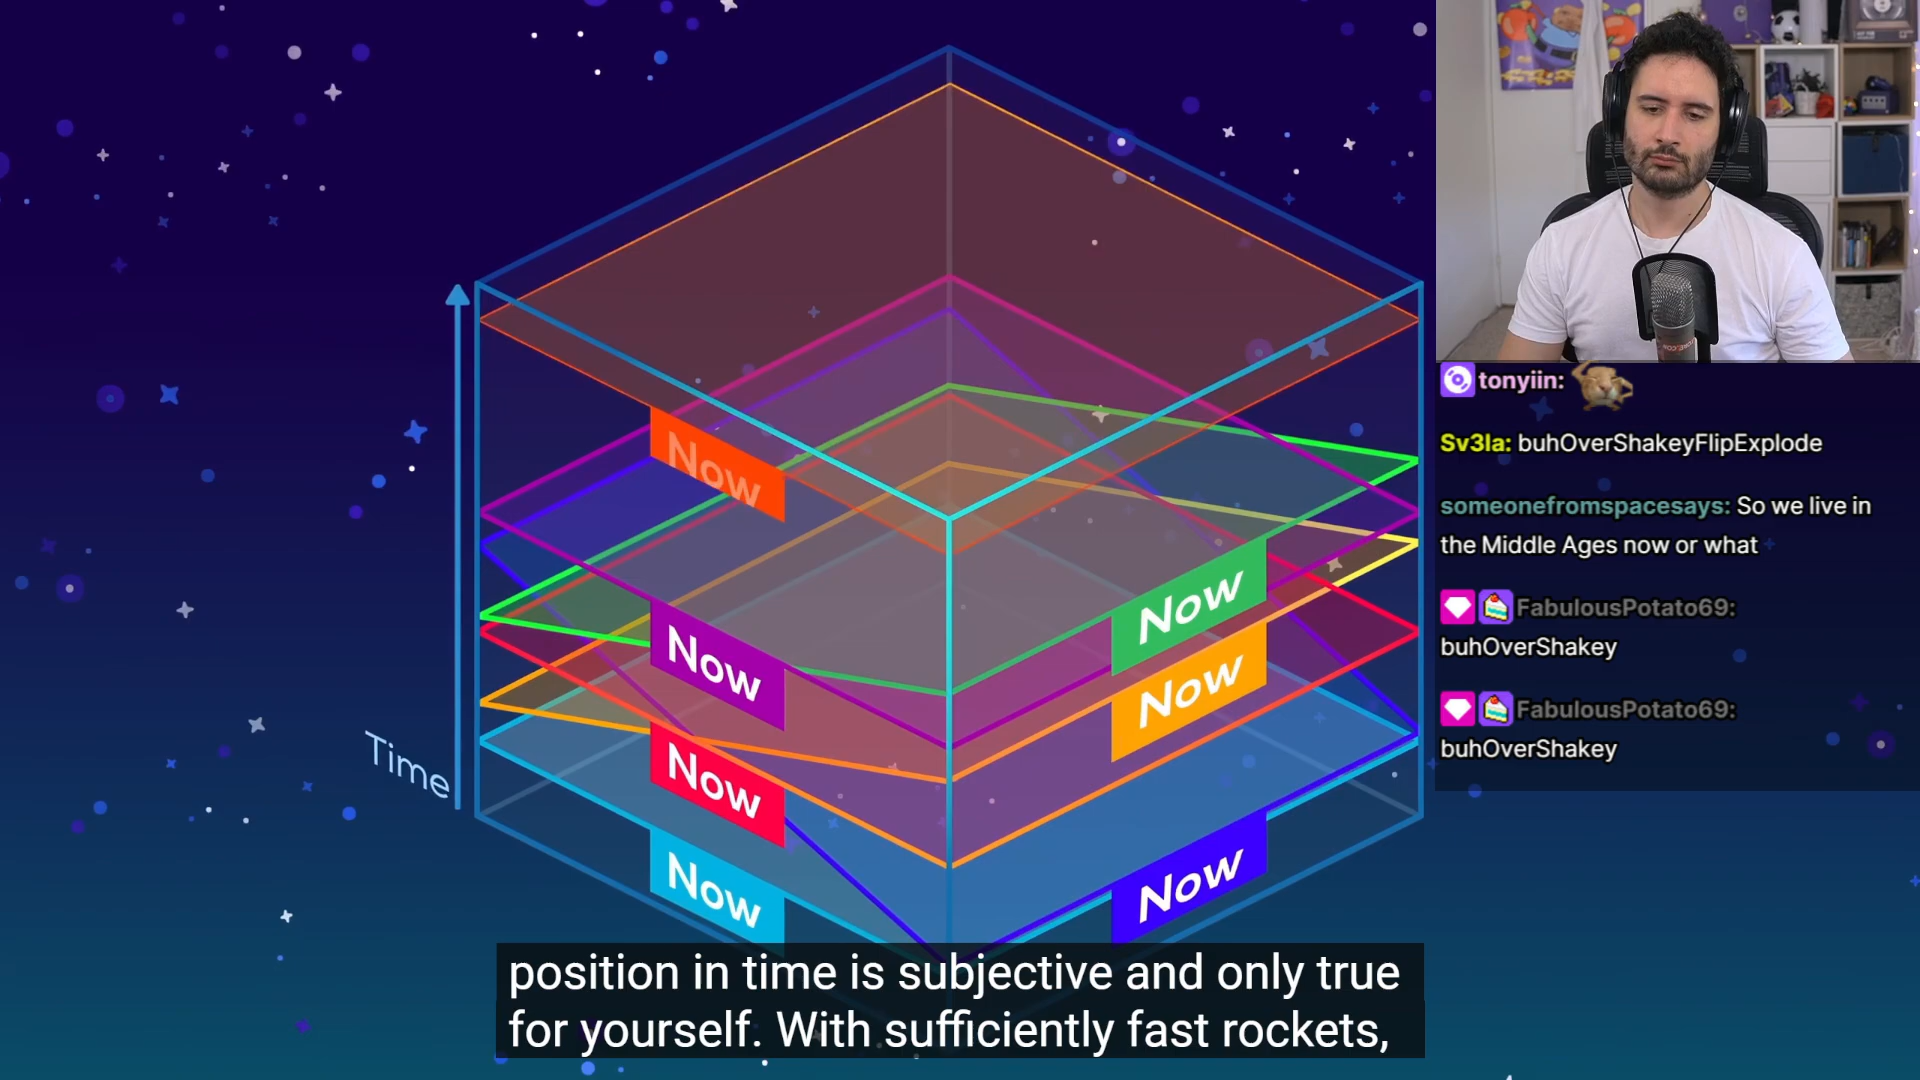 Now
Now
Now
Now
Now
Now
Now
Time
position in time is subjective and only true
for yourself. With sufficiently fast rockets,
tonyiin:
Sv3la: buhOverShakeyFlipExplode
someonefromspacesays: So we live in
the Middle Ages now or what
FabulousPotato69:
buhOverShakey
FabulousPotato69:
buhOverShakey